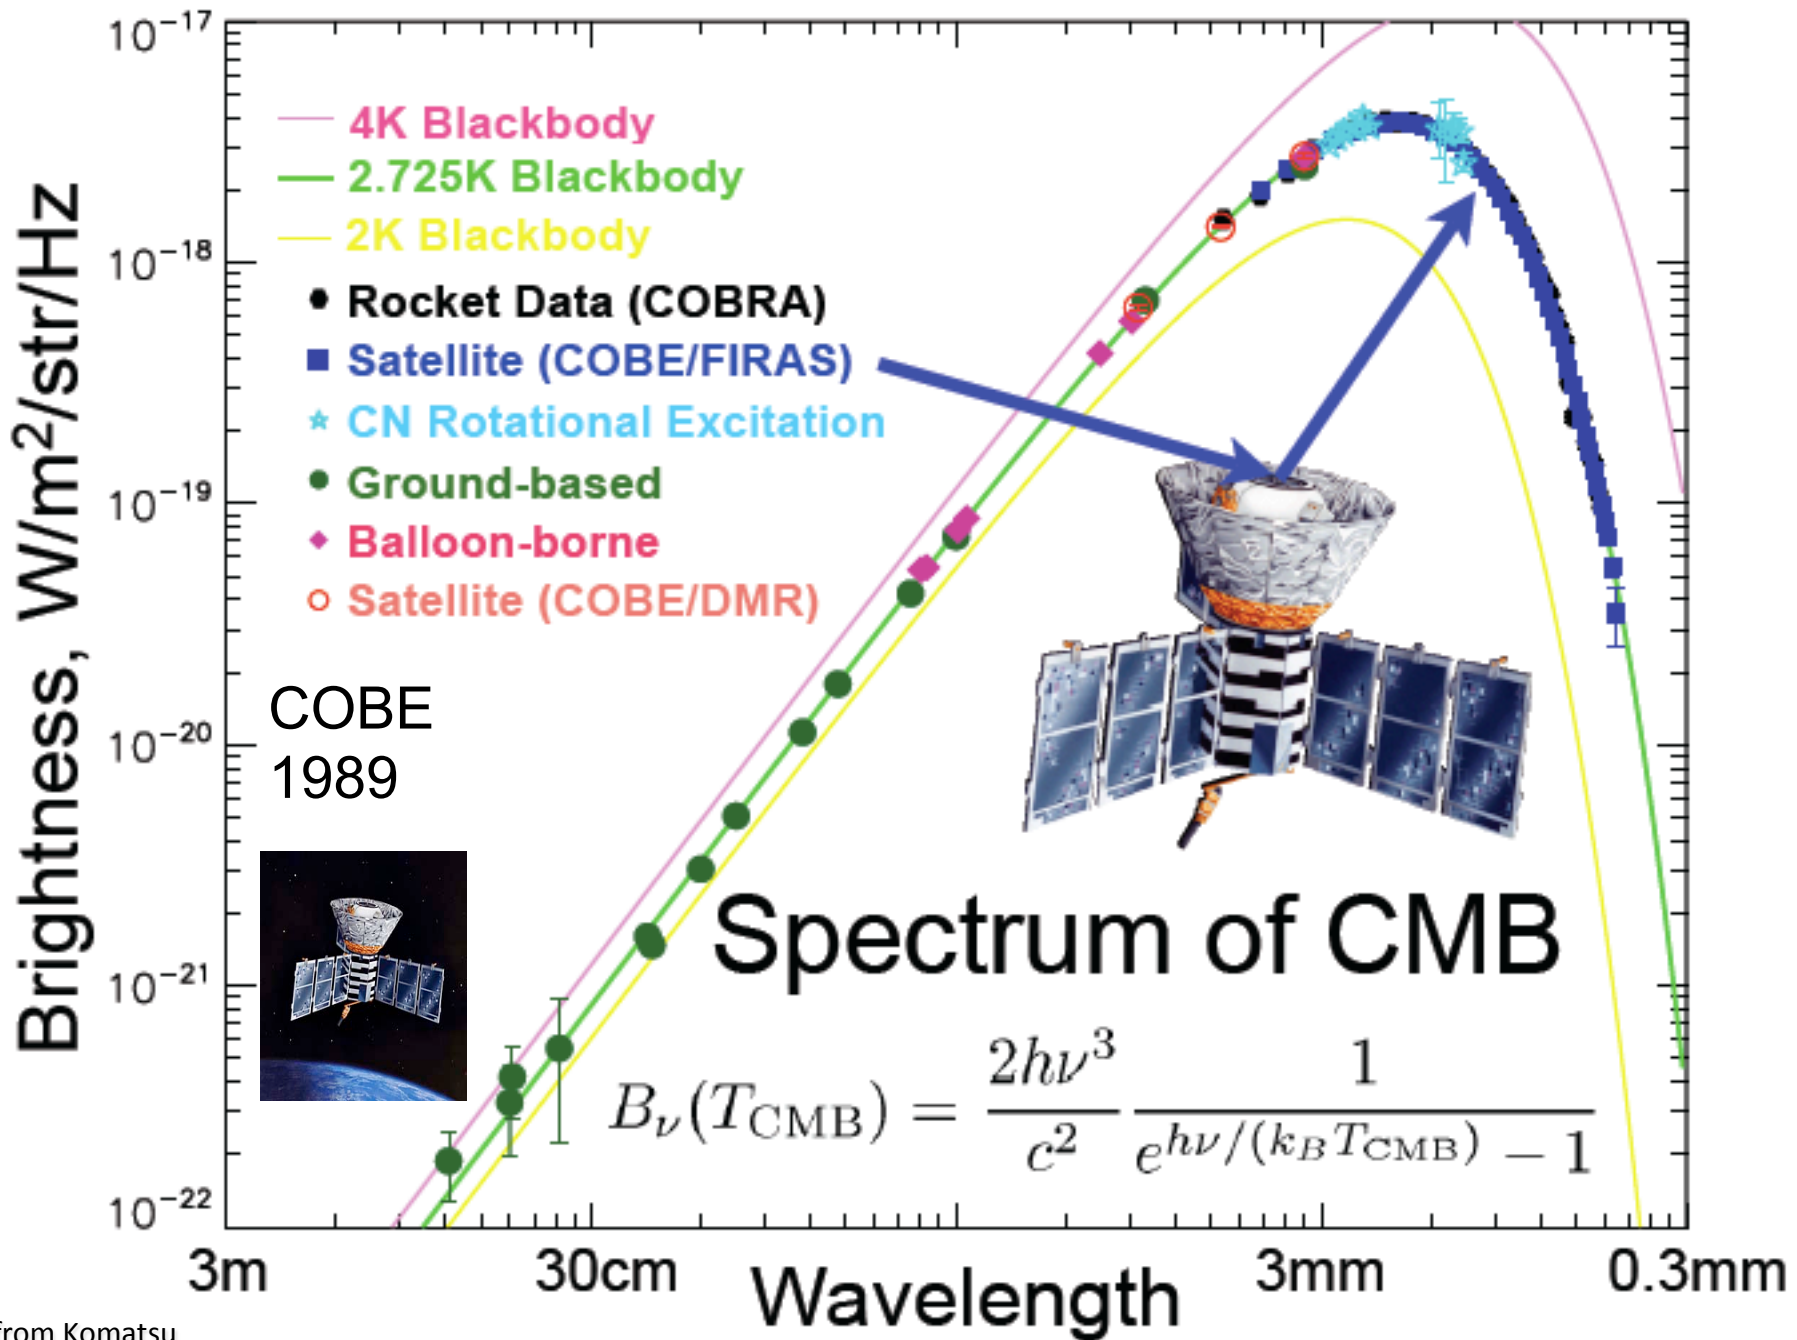 10⁻¹⁷
10⁻¹⁸
10⁻¹⁹
10⁻²⁰
10⁻²¹
10⁻²²
Brightness, W/m²/str/Hz
4K Blackbody
2.725K Blackbody
2K Blackbody
Rocket Data (COBRA)
Satellite (COBE/FIRAS)
CN Rotational Excitation
Ground-based
Balloon-borne
Satellite (COBE/DMR)
COBE
1989
Spectrum of CMB
B_ν(T_CMB) = 2hν³/c² 1/(e^{hν/(k_B T_CMB)} − 1)
3m 30cm 3mm 0.3mm
Wavelength
from Komatsu